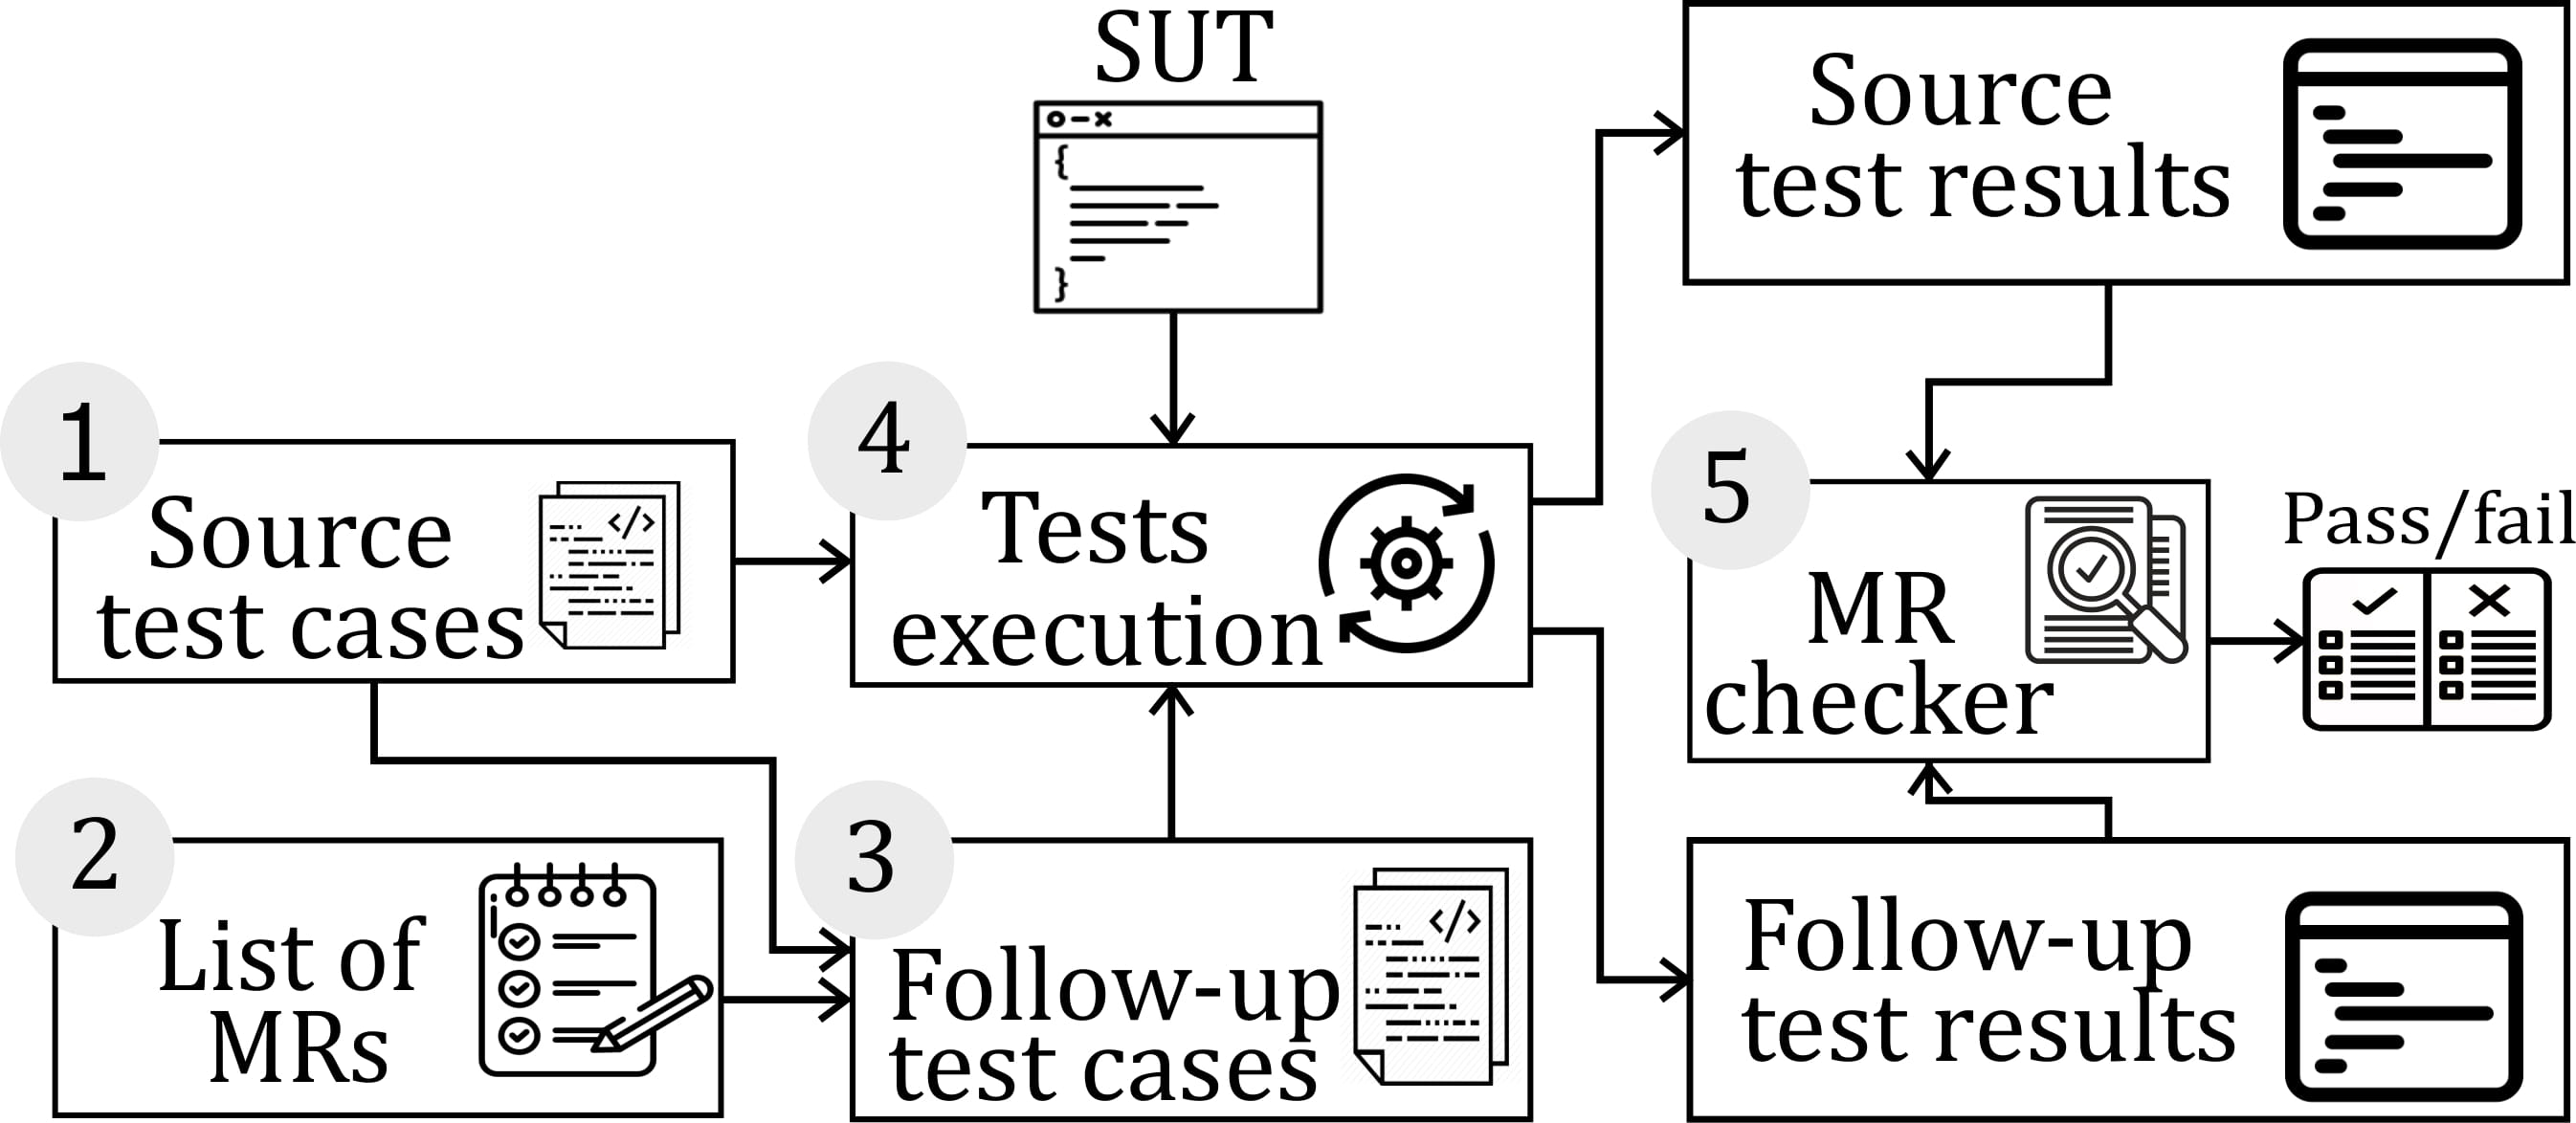 SUT
Source
test results
1
Source
test cases
4
Tests
execution
5
MR
checker
Pass/fail
2
List of
MRs
3
Follow-up
test cases
Follow-up
test results